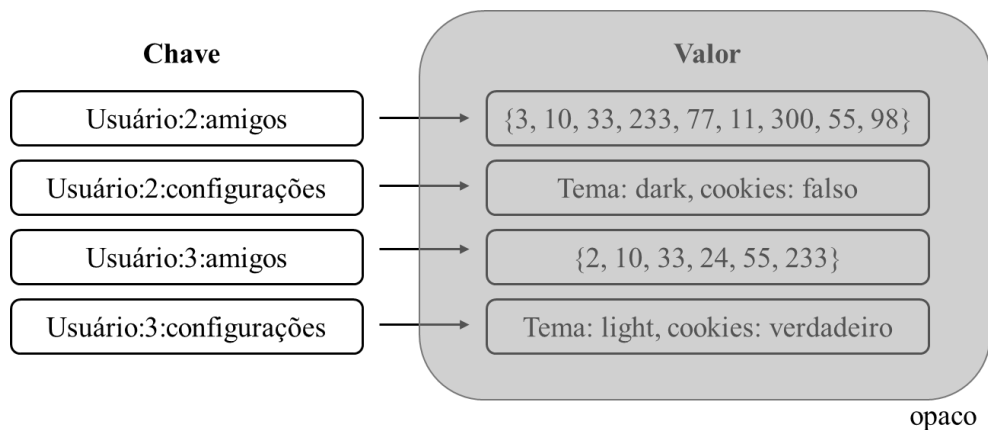 Chave
Valor
Usuário:2:amigos
{3, 10, 33, 233, 77, 11, 300, 55, 98}
Usuário:2:configurações
Tema: dark, cookies: falso
Usuário:3:amigos
{2, 10, 33, 24, 55, 233}
Usuário:3:configurações
Tema: light, cookies: verdadeiro
opaco